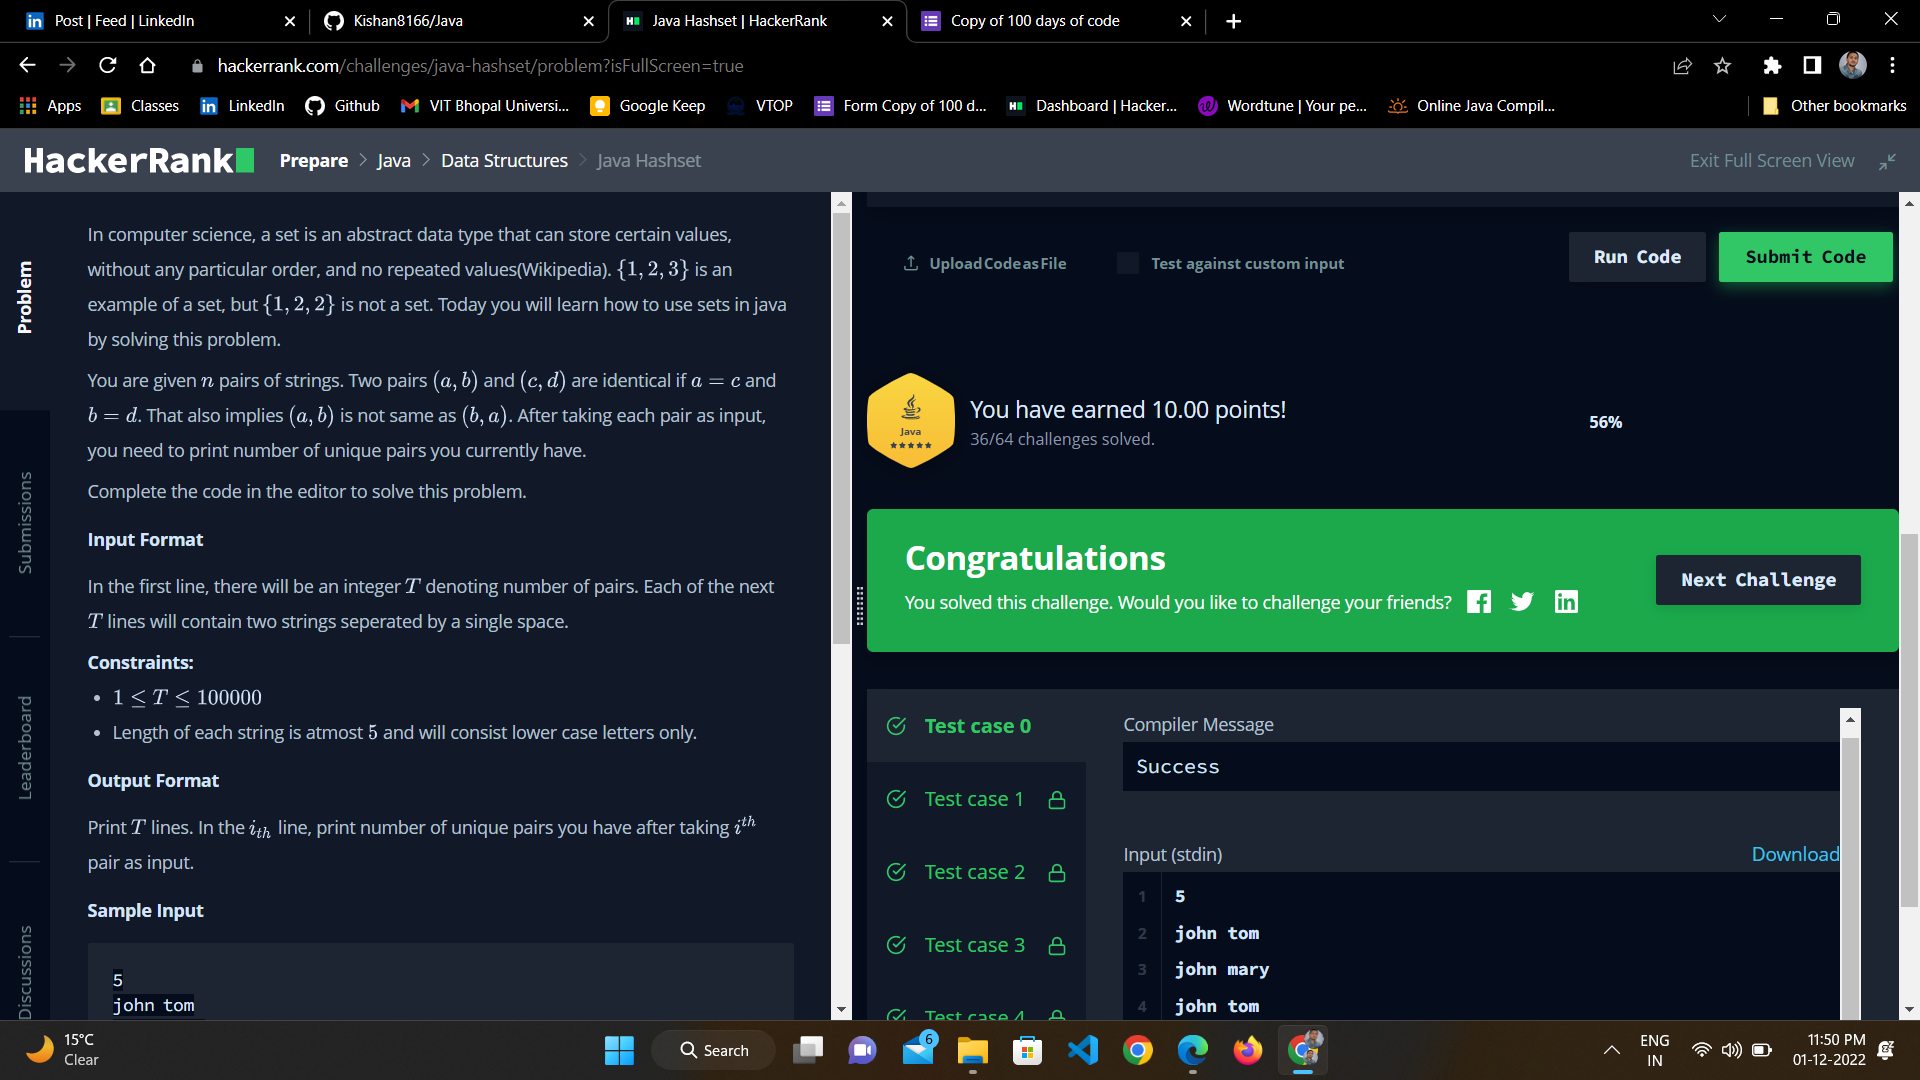 Post | Feed | LinkedIn
Kishan8166/Java
Java Hashset | HackerRank
Copy of 100 days of code
hackerrank.com/challenges/java-hashset/problem?isFullScreen=true
Apps
Classes
LinkedIn
Github
VIT Bhopal Universi...
Google Keep
VTOP
Form Copy of 100 d...
Dashboard | Hacker...
Wordtune | Your pe...
Online Java Compil...
Other bookmarks
HackerRank
Prepare > Java > Data Structures > Java Hashset
Exit Full Screen View
Problem
Submissions
Leaderboard
Discussions
In computer science, a set is an abstract data type that can store certain values,
without any particular order, and no repeated values(Wikipedia). {1, 2, 3} is an
example of a set, but {1, 2, 2} is not a set. Today you will learn how to use sets in java
by solving this problem.
You are given n pairs of strings. Two pairs (a, b) and (c, d) are identical if a = c and
b = d. That also implies (a, b) is not same as (b, a). After taking each pair as input,
you need to print number of unique pairs you currently have.
Complete the code in the editor to solve this problem.
Input Format
In the first line, there will be an integer T denoting number of pairs. Each of the next
T lines will contain two strings seperated by a single space.
Constraints:
• 1 ≤ T ≤ 100000
• Length of each string is atmost 5 and will consist lower case letters only.
Output Format
Print T lines. In the i_th line, print number of unique pairs you have after taking i^th
pair as input.
Sample Input
5
john tom
Upload Code as File
Test against custom input
Run Code
Submit Code
Java
You have earned 10.00 points!
36/64 challenges solved.
56%
Congratulations
You solved this challenge. Would you like to challenge your friends?
Next Challenge
Test case 0
Test case 1
Test case 2
Test case 3
Test case 4
Compiler Message
Success
Input (stdin)
Download
1 5
2 john tom
3 john mary
4 john tom
15°C
Clear
Search
6
ENG
IN
11:50 PM
01-12-2022